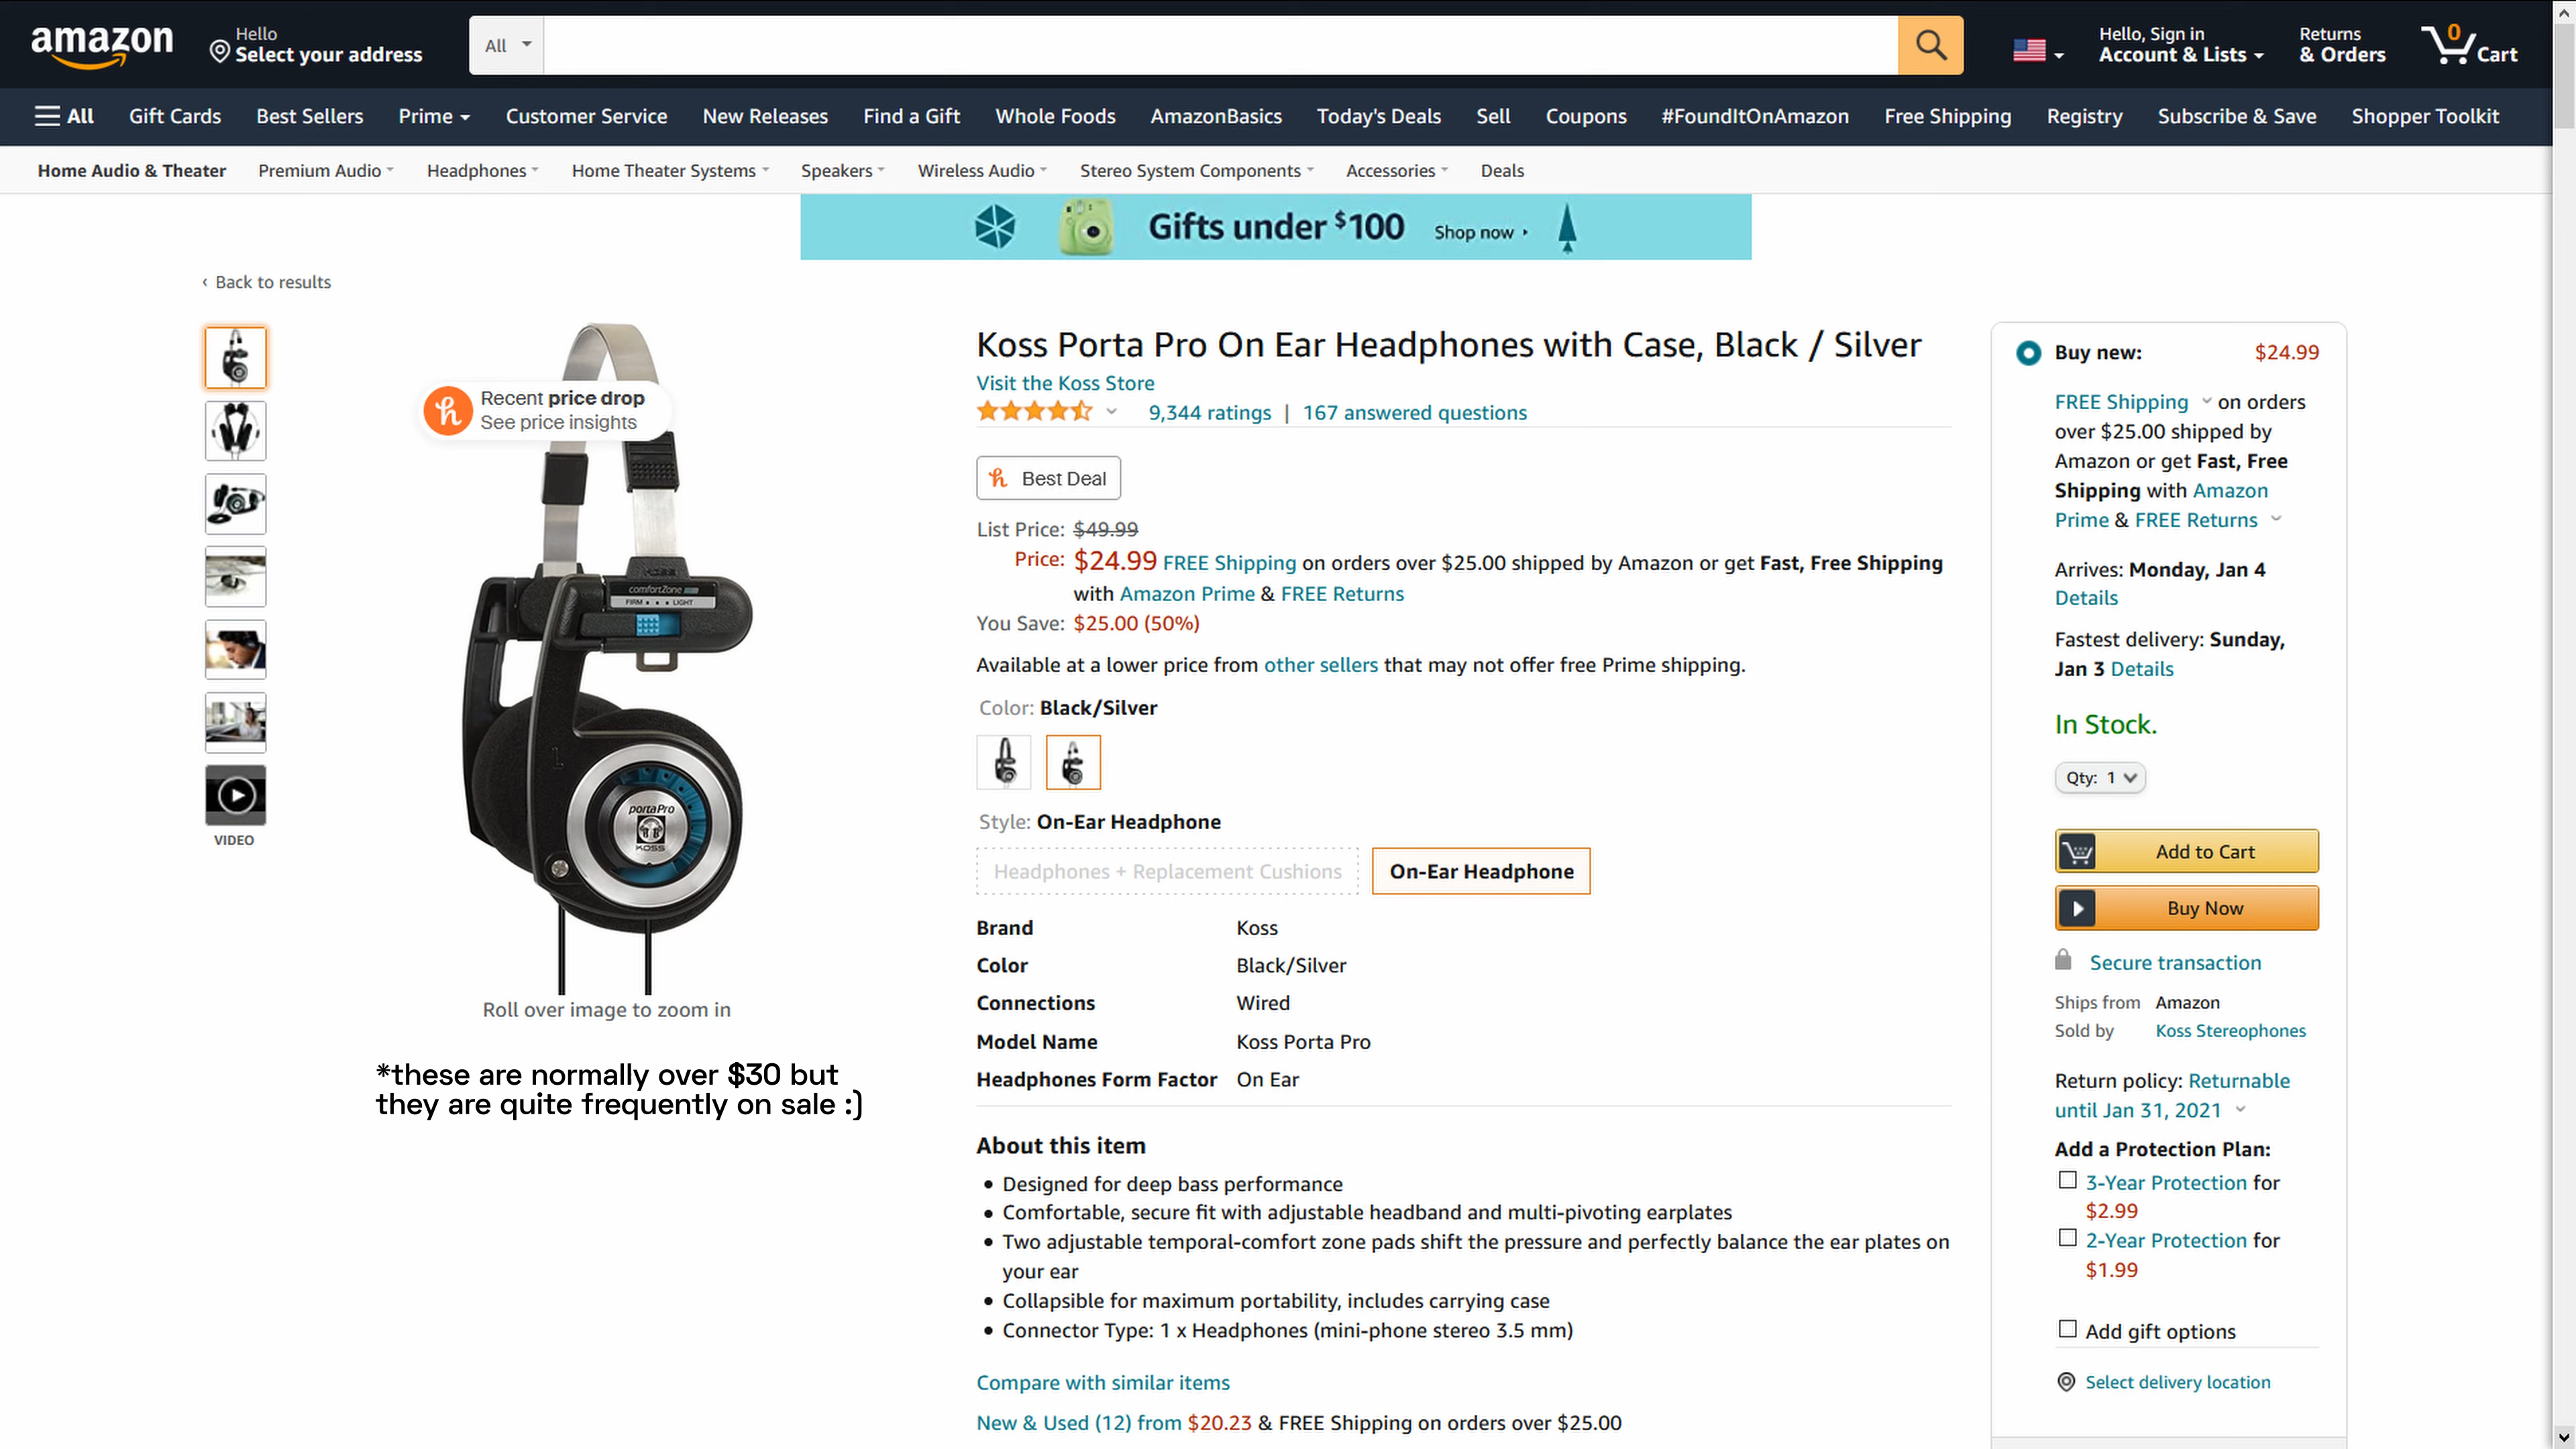 amazon
Hello
Select your address
All
Hello, Sign in
Account & Lists
Returns
& Orders
0
Cart
All
Gift Cards
Best Sellers
Prime
Customer Service
New Releases
Find a Gift
Whole Foods
AmazonBasics
Today's Deals
Sell
Coupons
#FoundItOnAmazon
Free Shipping
Registry
Subscribe & Save
Shopper Toolkit
Home Audio & Theater
Premium Audio
Headphones
Home Theater Systems
Speakers
Wireless Audio
Stereo System Components
Accessories
Deals
Gifts under $100 Shop now ›
‹ Back to results
Recent price drop
See price insights
KOSS
comfortZone
FIRM • • • LIGHT
L
portaPro
KOSS
VIDEO
Roll over image to zoom in
*these are normally over $30 but
they are quite frequently on sale :)
Koss Porta Pro On Ear Headphones with Case, Black / Silver
Visit the Koss Store
9,344 ratings | 167 answered questions
Best Deal
List Price: $49.99
Price: $24.99 FREE Shipping on orders over $25.00 shipped by Amazon or get Fast, Free Shipping
with Amazon Prime & FREE Returns
You Save: $25.00 (50%)
Available at a lower price from other sellers that may not offer free Prime shipping.
Color: Black/Silver
Style: On-Ear Headphone
Headphones + Replacement Cushions
On-Ear Headphone
Brand Koss
Color Black/Silver
Connections Wired
Model Name Koss Porta Pro
Headphones Form Factor On Ear
About this item
• Designed for deep bass performance
• Comfortable, secure fit with adjustable headband and multi-pivoting earplates
• Two adjustable temporal-comfort zone pads shift the pressure and perfectly balance the ear plates on
your ear
• Collapsible for maximum portability, includes carrying case
• Connector Type: 1 x Headphones (mini-phone stereo 3.5 mm)
Compare with similar items
New & Used (12) from $20.23 & FREE Shipping on orders over $25.00
Buy new: $24.99
FREE Shipping on orders
over $25.00 shipped by
Amazon or get Fast, Free
Shipping with Amazon
Prime & FREE Returns
Arrives: Monday, Jan 4
Details
Fastest delivery: Sunday,
Jan 3 Details
In Stock.
Qty: 1
Add to Cart
Buy Now
Secure transaction
Ships from Amazon
Sold by Koss Stereophones
Return policy: Returnable
until Jan 31, 2021
Add a Protection Plan:
3-Year Protection for
$2.99
2-Year Protection for
$1.99
Add gift options
Select delivery location